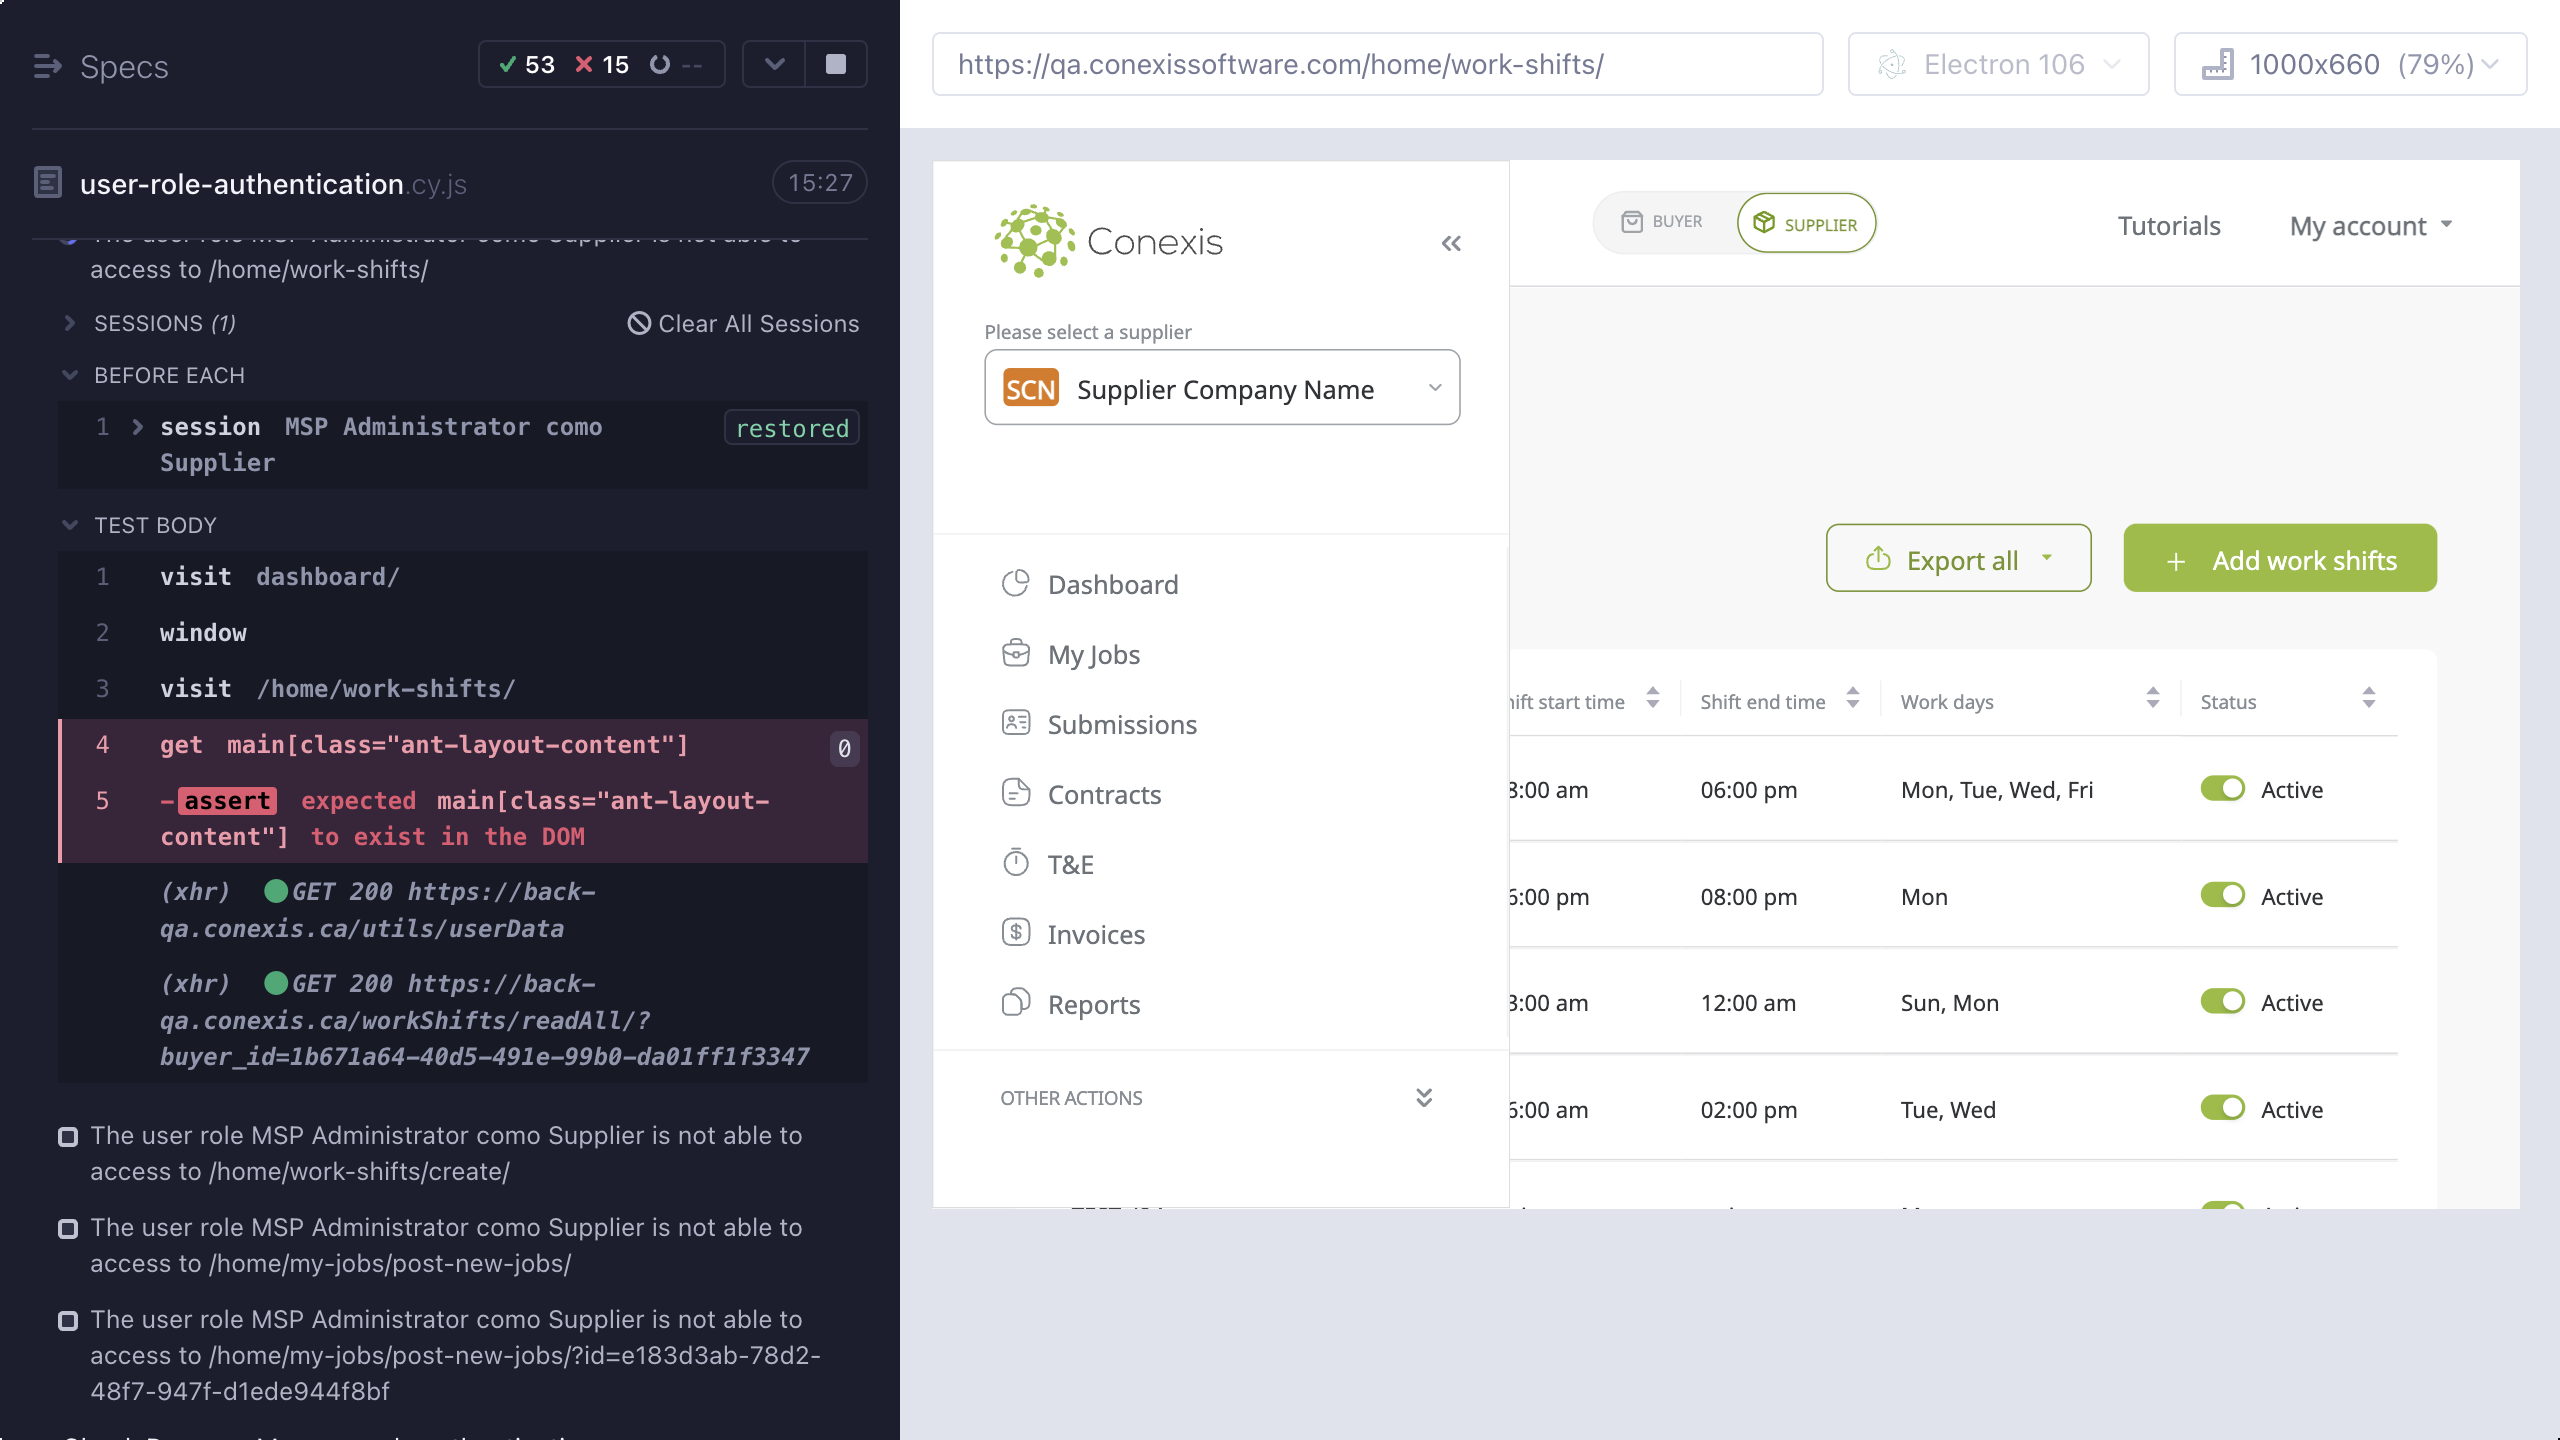 Specs
53 15 --
user-role-authentication.cy.js
15:27
The user role MSP Administrator como Supplier is not able to
access to /home/work-shifts/
SESSIONS (1)
Clear All Sessions
BEFORE EACH
1 session MSP Administrator como
Supplier
restored
TEST BODY
1 visit dashboard/
2 window
3 visit /home/work-shifts/
4 get main[class="ant-layout-content"]
0
5 -assert expected main[class="ant-layout-
content"] to exist in the DOM
(xhr) GET 200 https://back-
qa.conexis.ca/utils/userData
(xhr) GET 200 https://back-
qa.conexis.ca/workShifts/readAll/?
buyer_id=1b671a64-40d5-491e-99b0-da01ff1f3347
The user role MSP Administrator como Supplier is not able to
access to /home/work-shifts/create/
The user role MSP Administrator como Supplier is not able to
access to /home/my-jobs/post-new-jobs/
The user role MSP Administrator como Supplier is not able to
access to /home/my-jobs/post-new-jobs/?id=e183d3ab-78d2-
48f7-947f-d1ede944f8bf
https://qa.conexissoftware.com/home/work-shifts/
Electron 106
1000x660 (79%)
Conexis
Please select a supplier
SCN Supplier Company Name
Dashboard
My Jobs
Submissions
Contracts
T&E
Invoices
Reports
OTHER ACTIONS
BUYER
SUPPLIER
Tutorials
My account
Export all
+ Add work shifts
ift start time Shift end time Work days Status
:00 am 06:00 pm Mon, Tue, Wed, Fri Active
:00 pm 08:00 pm Mon Active
:00 am 12:00 am Sun, Mon Active
:00 am 02:00 pm Tue, Wed Active